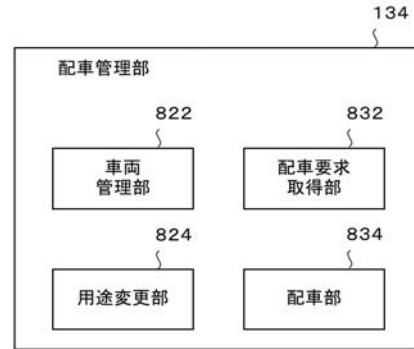 134
配車管理部
822
832
車両
管理部
配車要求
取得部
824
834
用途変更部
配車部